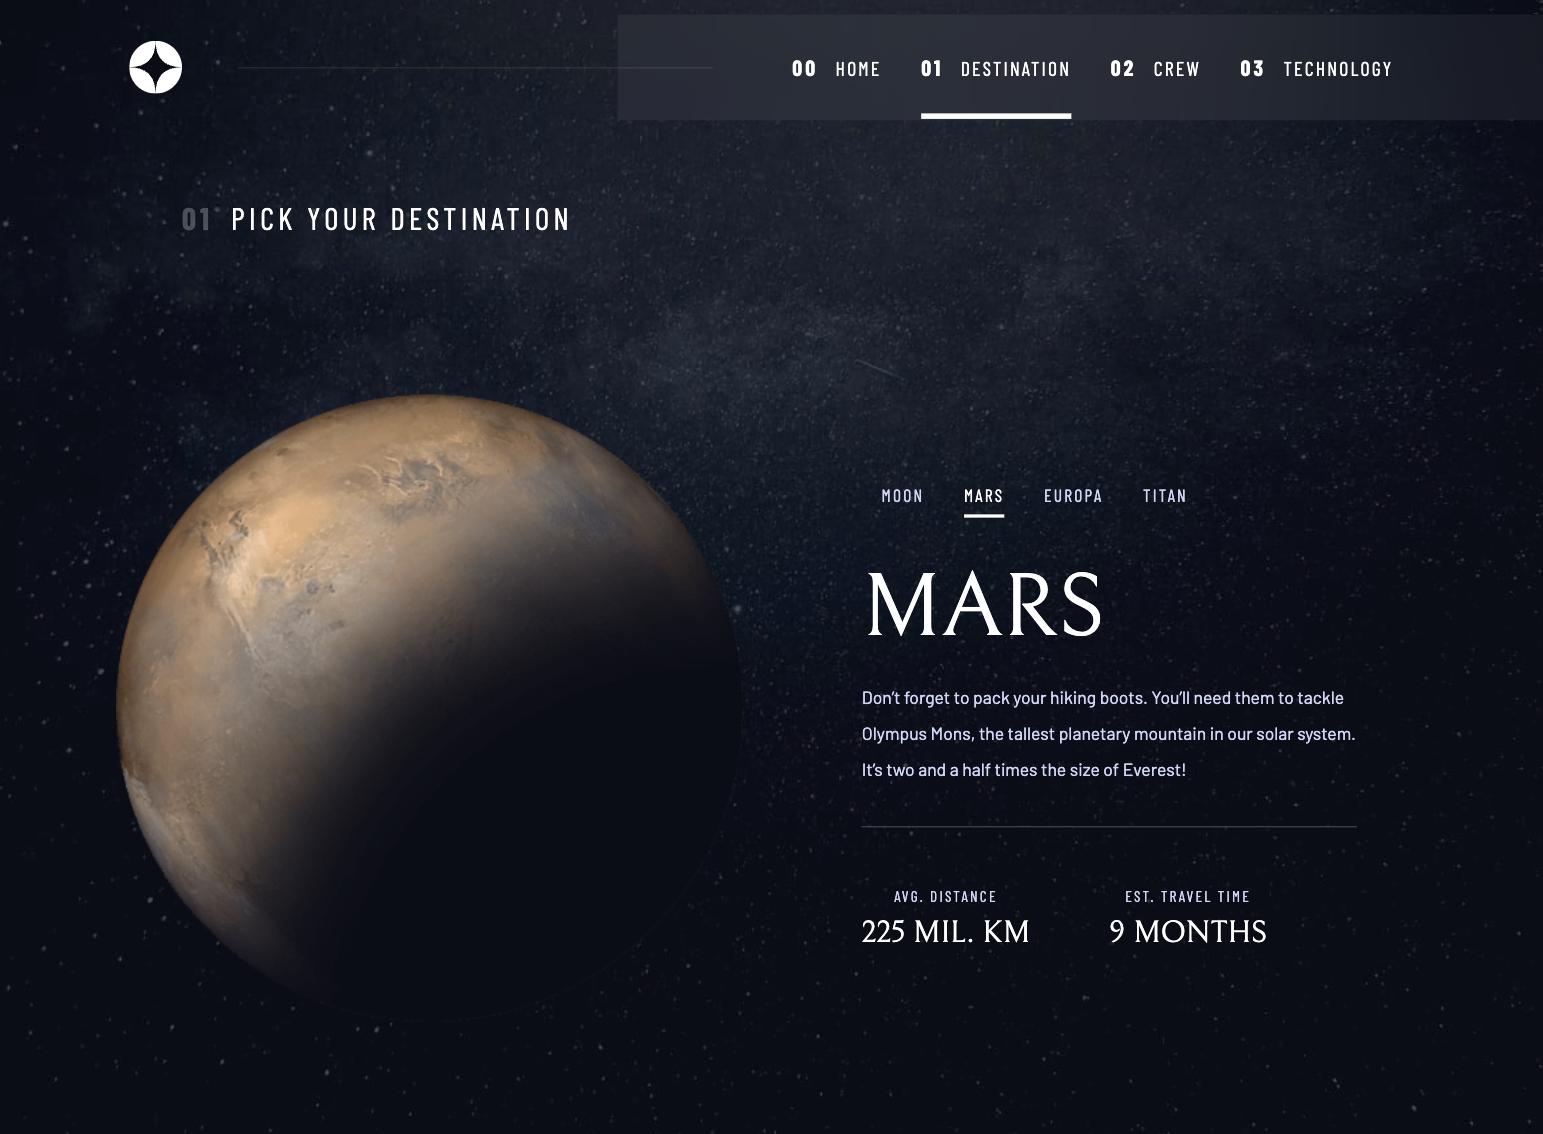 00 HOME 01 DESTINATION 02 CREW 03 TECHNOLOGY
01 PICK YOUR DESTINATION
MOON MARS EUROPA TITAN
MARS
Don’t forget to pack your hiking boots. You’ll need them to tackle
Olympus Mons, the tallest planetary mountain in our solar system.
It’s two and a half times the size of Everest!
AVG. DISTANCE
225 MIL. KM
EST. TRAVEL TIME
9 MONTHS